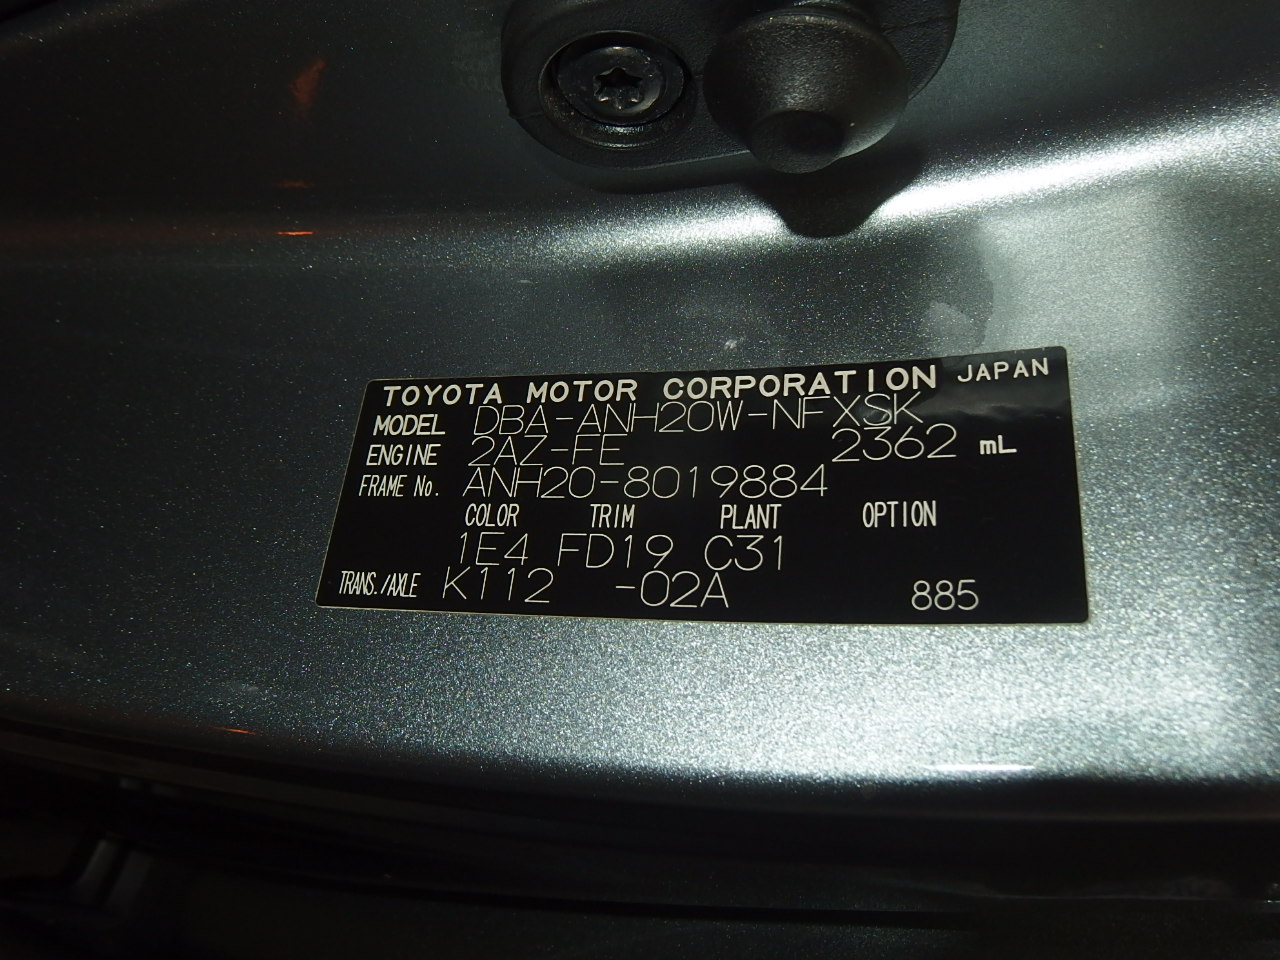 TOYOTA MOTOR CORPORATION JAPAN
MODEL DBA-ANH20W-NFXSK
ENGINE 2AZ-FE 2362 mL
FRAME No. ANH20-8019884
COLOR TRIM PLANT OPTION
1E4 FD19 C31
TRANS./AXLE K112 -02A 885